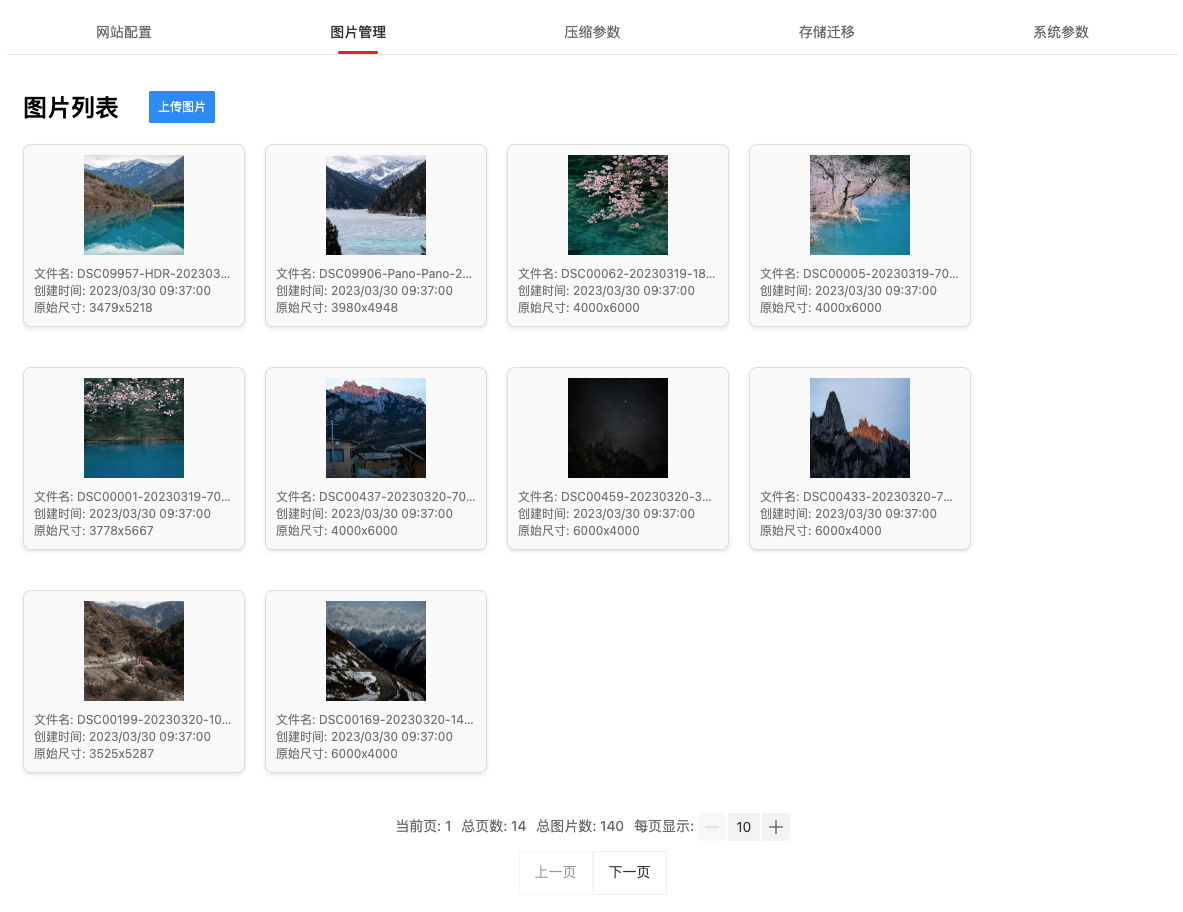 网站配置 图片管理 压缩参数 存储迁移 系统参数
图片列表 上传图片
文件名: DSC09957-HDR-202303... 文件名: DSC09906-Pano-Pano-2... 文件名: DSC00062-20230319-18... 文件名: DSC00005-20230319-70...
创建时间: 2023/03/30 09:37:00 创建时间: 2023/03/30 09:37:00 创建时间: 2023/03/30 09:37:00 创建时间: 2023/03/30 09:37:00
原始尺寸: 3479x5218 原始尺寸: 3980x4948 原始尺寸: 4000x6000 原始尺寸: 4000x6000
文件名: DSC00001-20230319-70... 文件名: DSC00437-20230320-70... 文件名: DSC00459-20230320-3... 文件名: DSC00433-20230320-7...
创建时间: 2023/03/30 09:37:00 创建时间: 2023/03/30 09:37:00 创建时间: 2023/03/30 09:37:00 创建时间: 2023/03/30 09:37:00
原始尺寸: 3778x5667 原始尺寸: 4000x6000 原始尺寸: 6000x4000 原始尺寸: 6000x4000
文件名: DSC00199-20230320-10... 文件名: DSC00169-20230320-14...
创建时间: 2023/03/30 09:37:00 创建时间: 2023/03/30 09:37:00
原始尺寸: 3525x5287 原始尺寸: 6000x4000
当前页: 1 总页数: 14 总图片数: 140 每页显示: 10
上一页 下一页